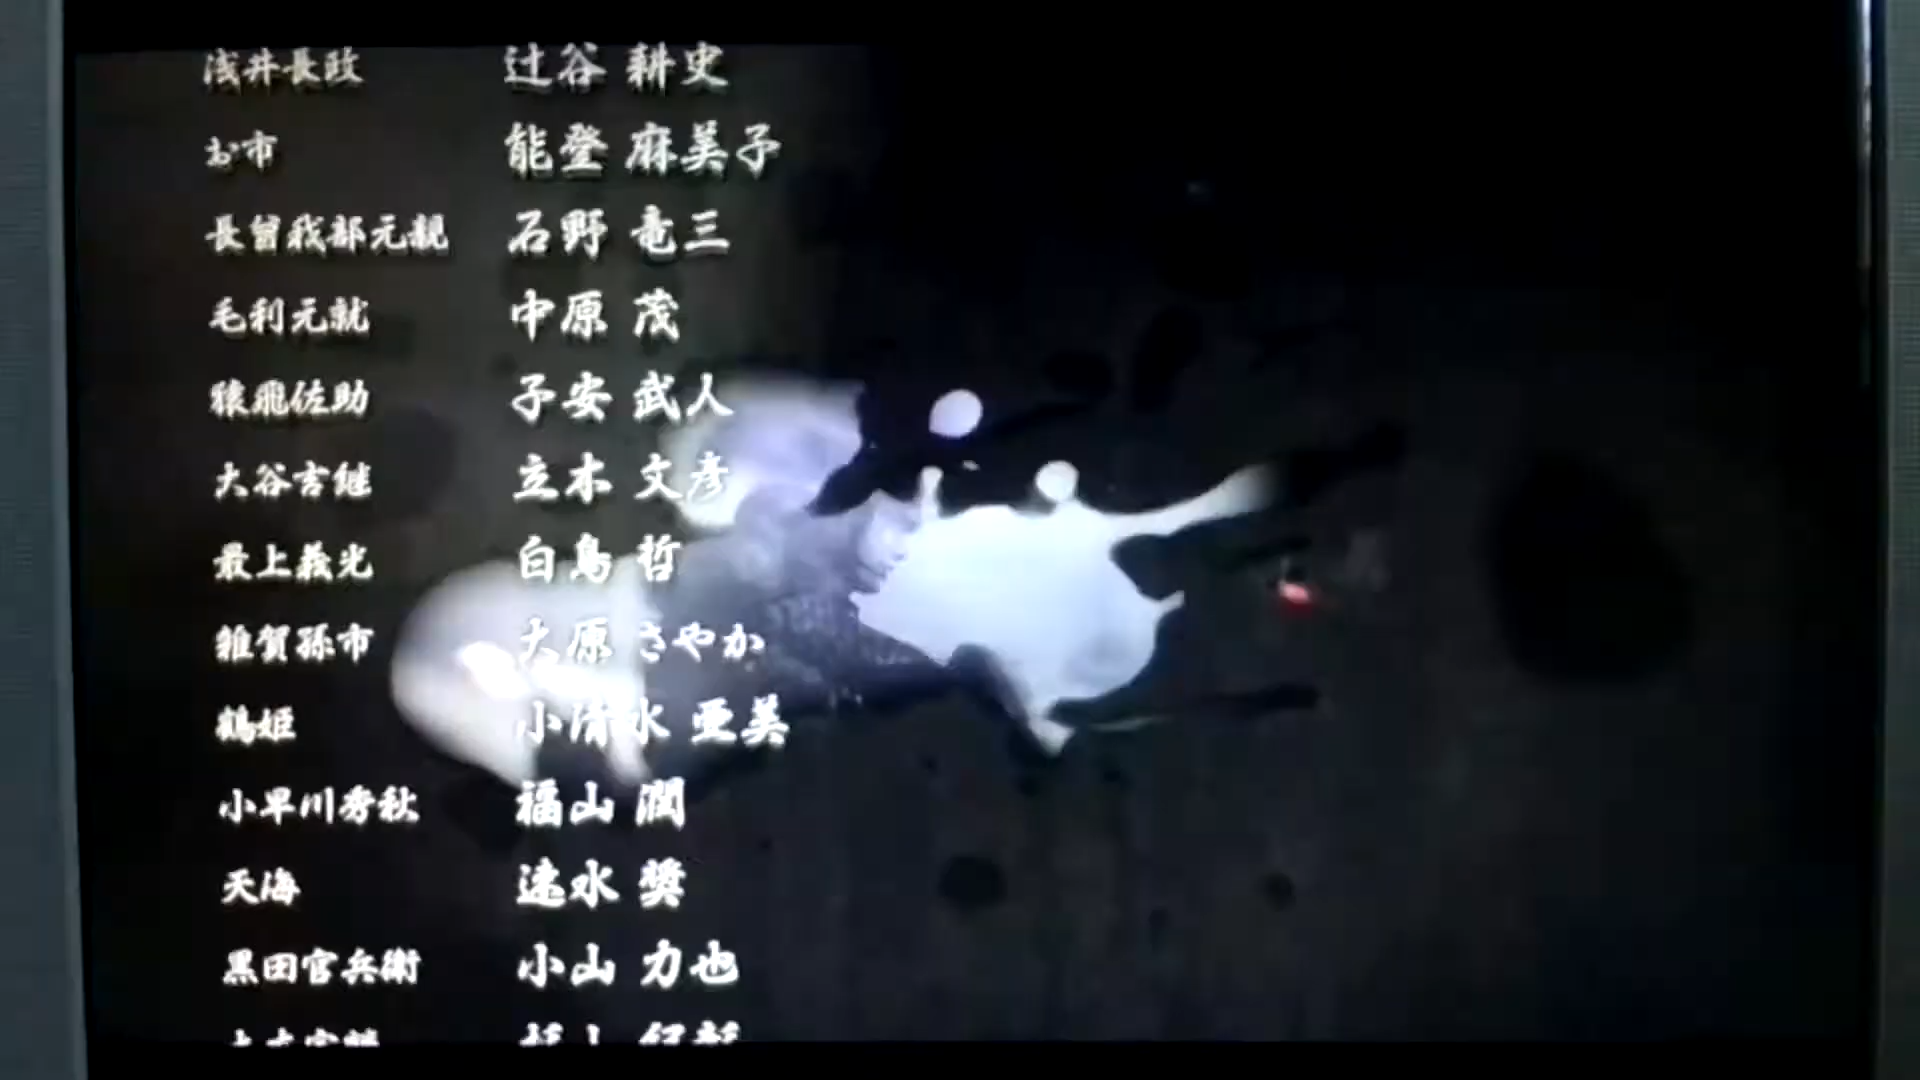 浅井長政 辻谷 耕史
お市 能登 麻美子
長曾我部元親 石野 竜三
毛利元就 中原 茂
猿飛佐助 子安 武人
大谷吉継 立木 文彦
最上義光 白鳥 哲
雑賀孫市 大原 さやか
鶴姫 小清水 亜美
小早川秀秋 福山 潤
天海 速水 奨
黒田官兵衛 小山 力也